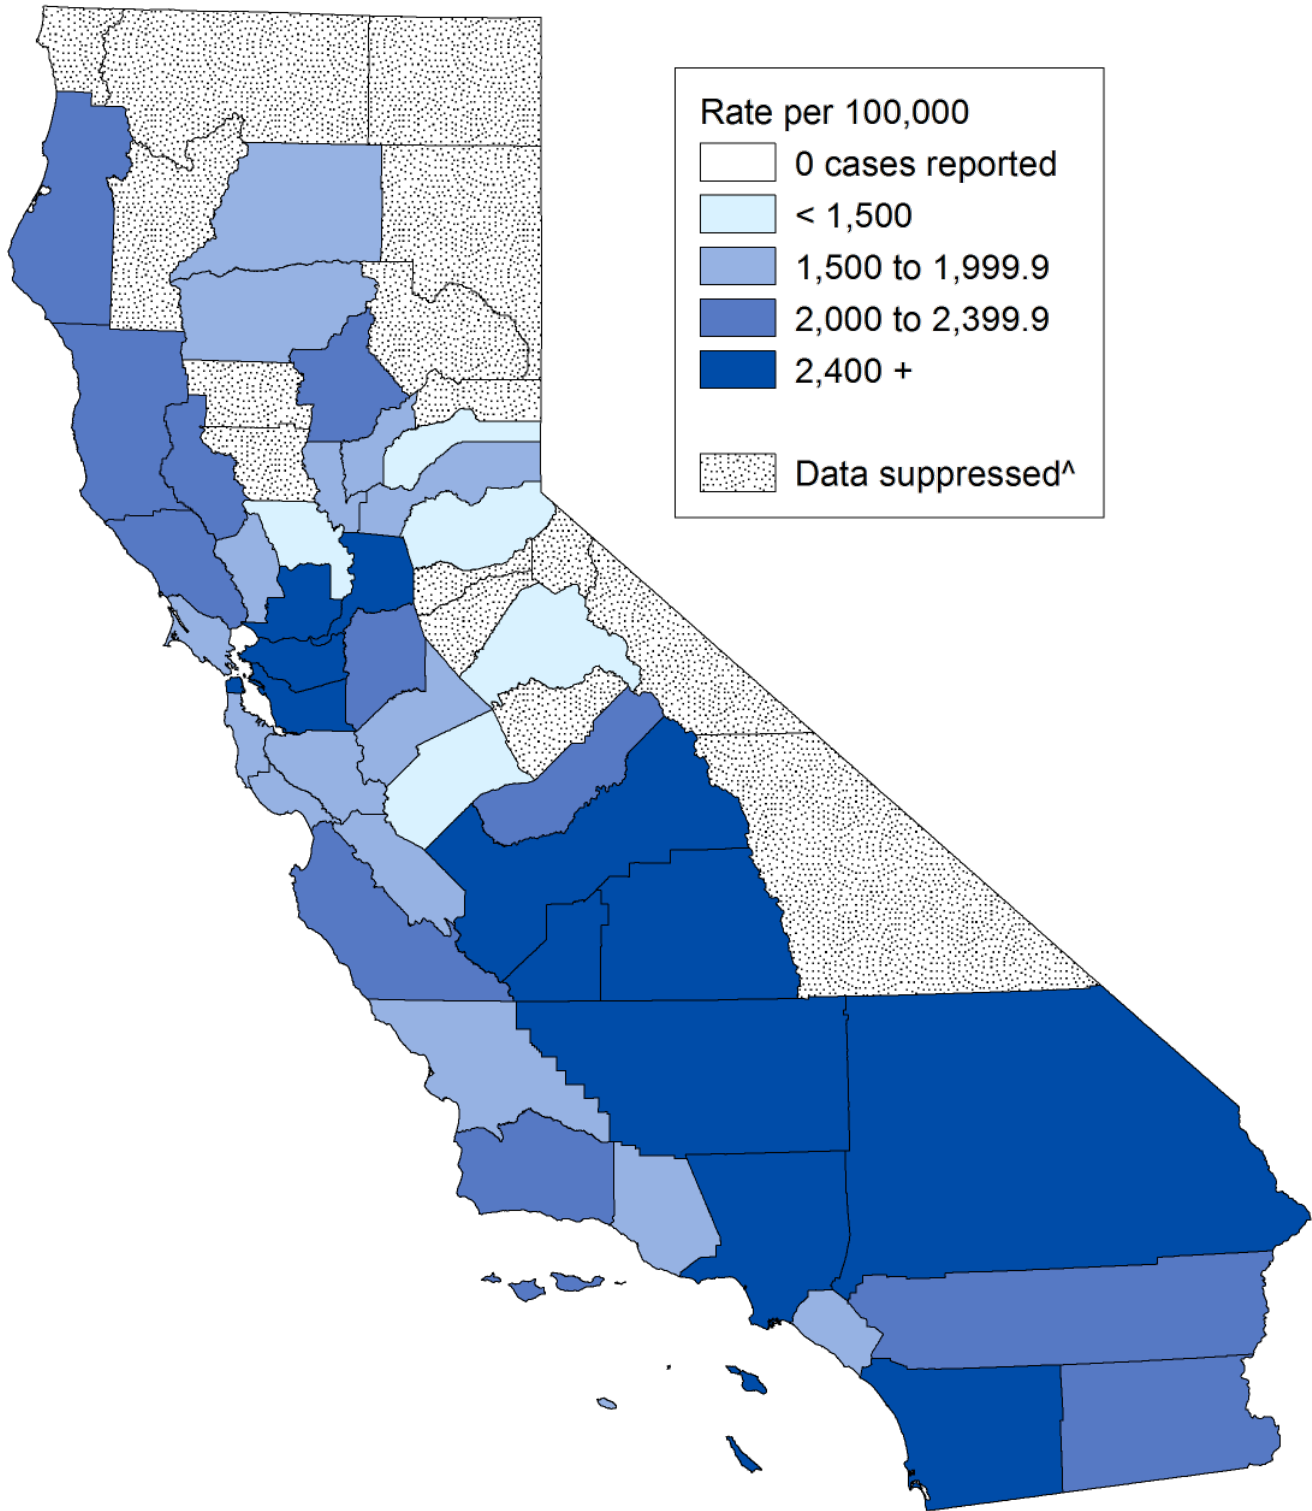 Rate per 100,000
0 cases reported
< 1,500
1,500 to 1,999.9
2,000 to 2,399.9
2,400 +
Data suppressed^